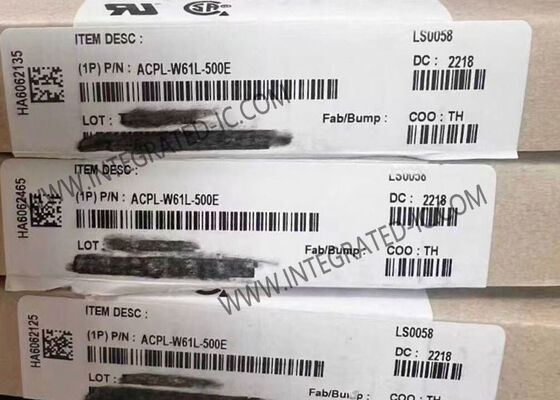 ITEM DESC : LS0058
HA6062135
(1P) P/N : ACPL-W61L-500E DC : 2218
LOT : Fab/Bump : COO : TH
ITEM DESC : LS0058
HA6062465
(1P) P/N : ACPL-W61L-500E DC : 2218
LOT Fab/Bump : COO : TH
ITEM DESC : LS0058
HA6062125
(1P) P/N : ACPL-W61L-500E DC : 2218
LOT : Fab/Bump : COO : TH
WWW.INTEGRATED-IC.COM
WWW.INTEGRATED-IC.COM